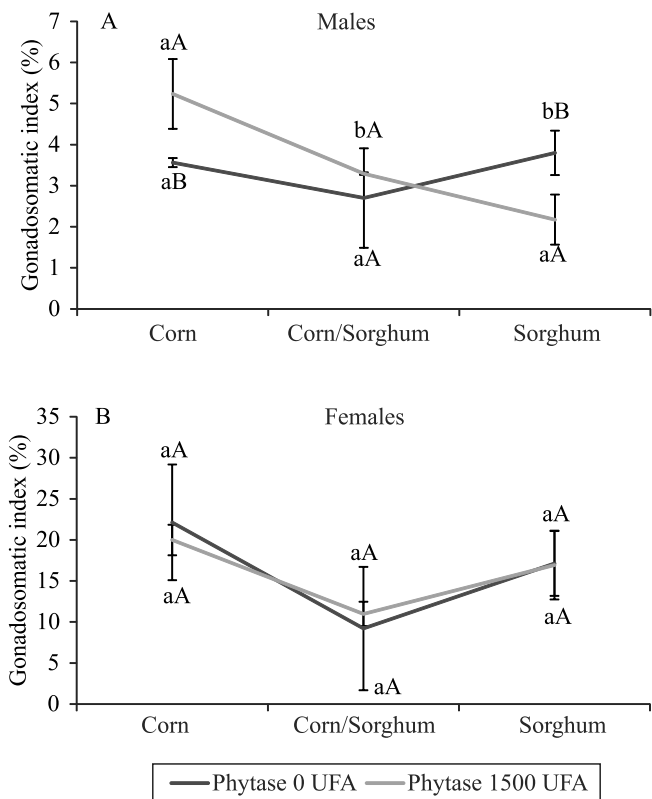 A Males
Gonadosomatic index (%)
7
6
5
4
3
2
1
0
aA
aB
bA
aA
bB
aA
Corn Corn/Sorghum Sorghum
B Females
Gonadosomatic index (%)
35
30
25
20
15
10
5
0
aA
aA
aA
aA
aA
aA
Corn Corn/Sorghum Sorghum
Phytase 0 UFA Phytase 1500 UFA